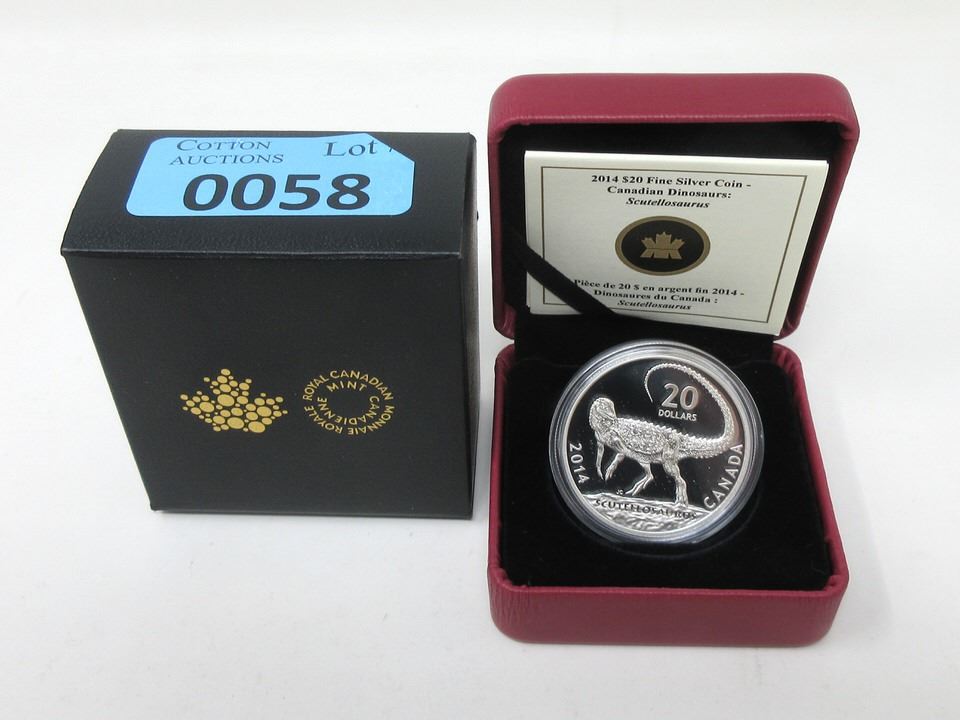 COTTON
AUCTIONS
Lot
0058
ROYAL CANADIAN MINT
MONNAIE ROYALE CANADIENNE
2014 $20 Fine Silver Coin -
Canadian Dinosaurs:
Scutellosaurus
Pièce de 20 $ en argent fin 2014 -
Dinosaures du Canada :
Scutellosaurus
20
DOLLARS
2014
CANADA
SCUTELLOSAURUS